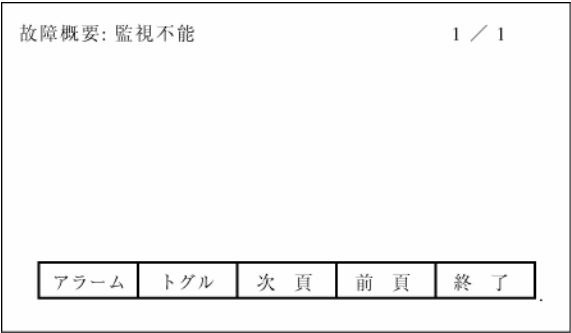 故障概要: 監視不能 1 ／ 1
アラーム トグル 次 頁 前 頁 終 了 .